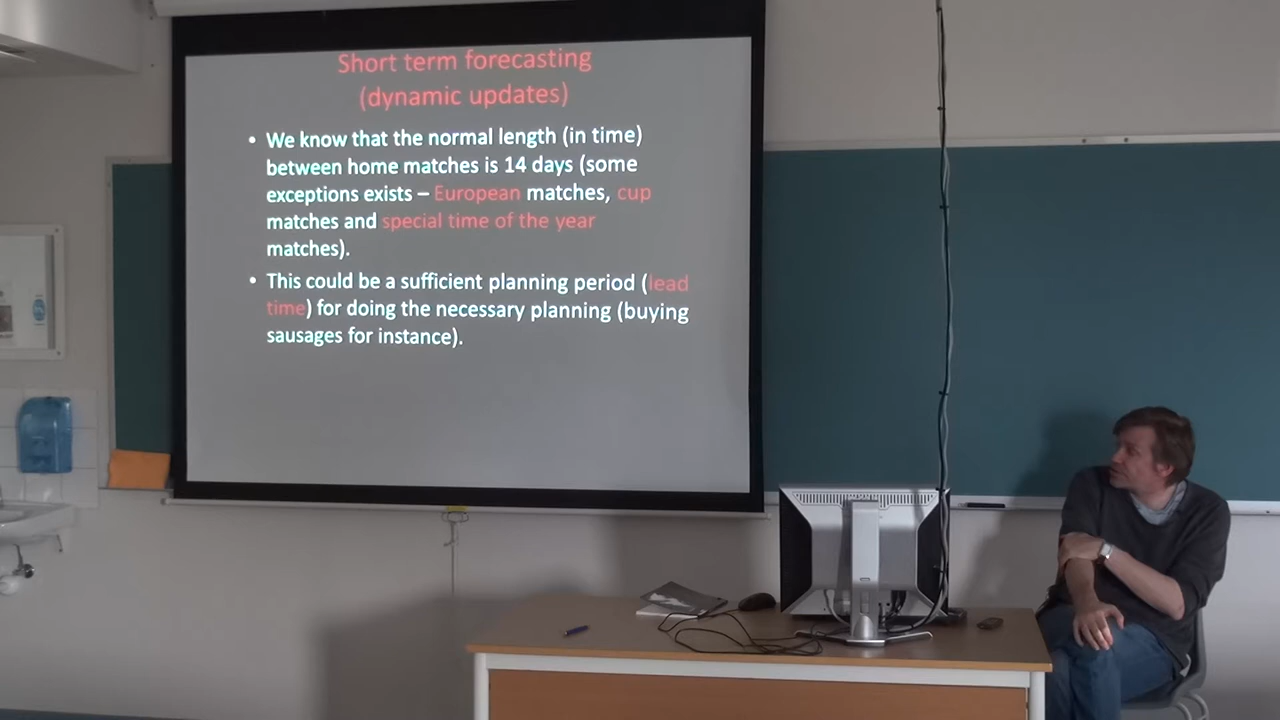 Short term forecasting
(dynamic updates)
• We know that the normal length (in time)
between home matches is 14 days (some
exceptions exists – European matches, cup
matches and special time of the year
matches).
• This could be a sufficient planning period (lead
time) for doing the necessary planning (buying
sausages for instance).